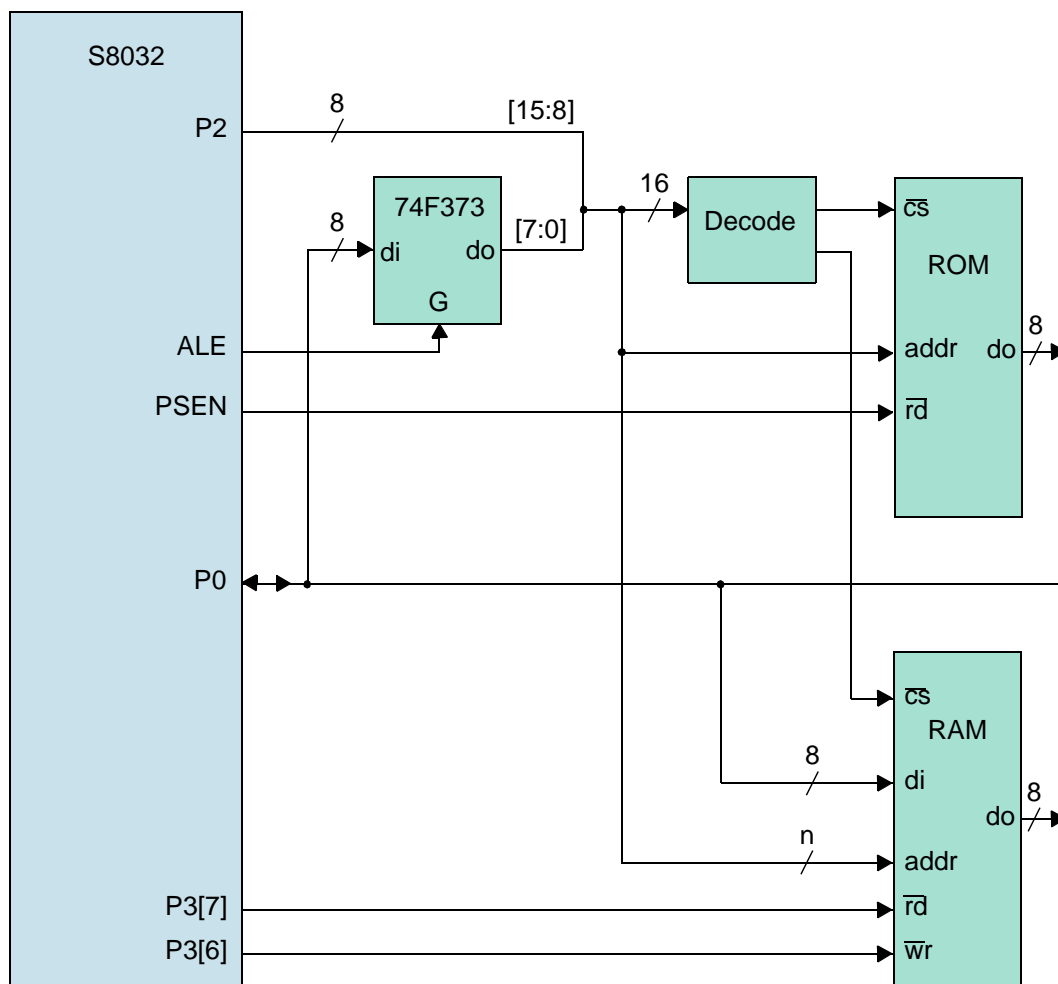 S8032
P2
8
[15:8]
8
74F373
di
do
G
[7:0]
16
Decode
cs
ROM
addr
do
8
rd
ALE
PSEN
P0
cs
RAM
8
di
do
8
n
addr
P3[7]
rd
P3[6]
wr